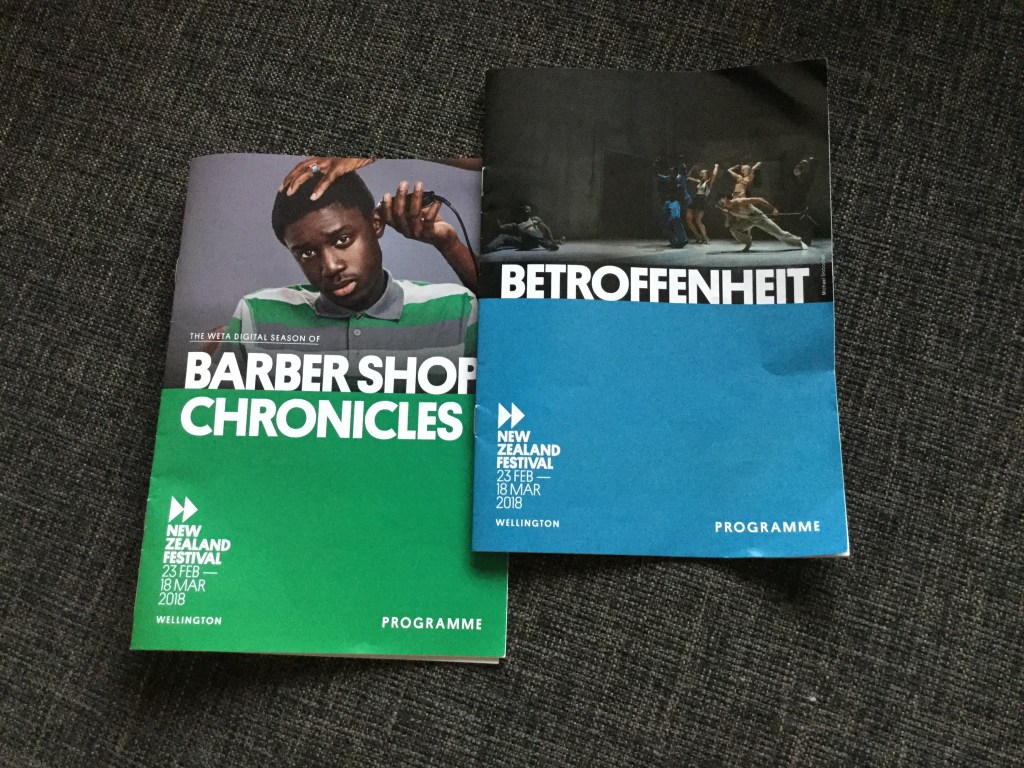 THE WETA DIGITAL SEASON OF
BARBER SHOP
CHRONICLES
NEW
ZEALAND
FESTIVAL
23 FEB —
18 MAR
2018
WELLINGTON
PROGRAMME
BETROFFENHEIT
NEW
ZEALAND
FESTIVAL
23 FEB —
18 MAR
2018
WELLINGTON
PROGRAMME